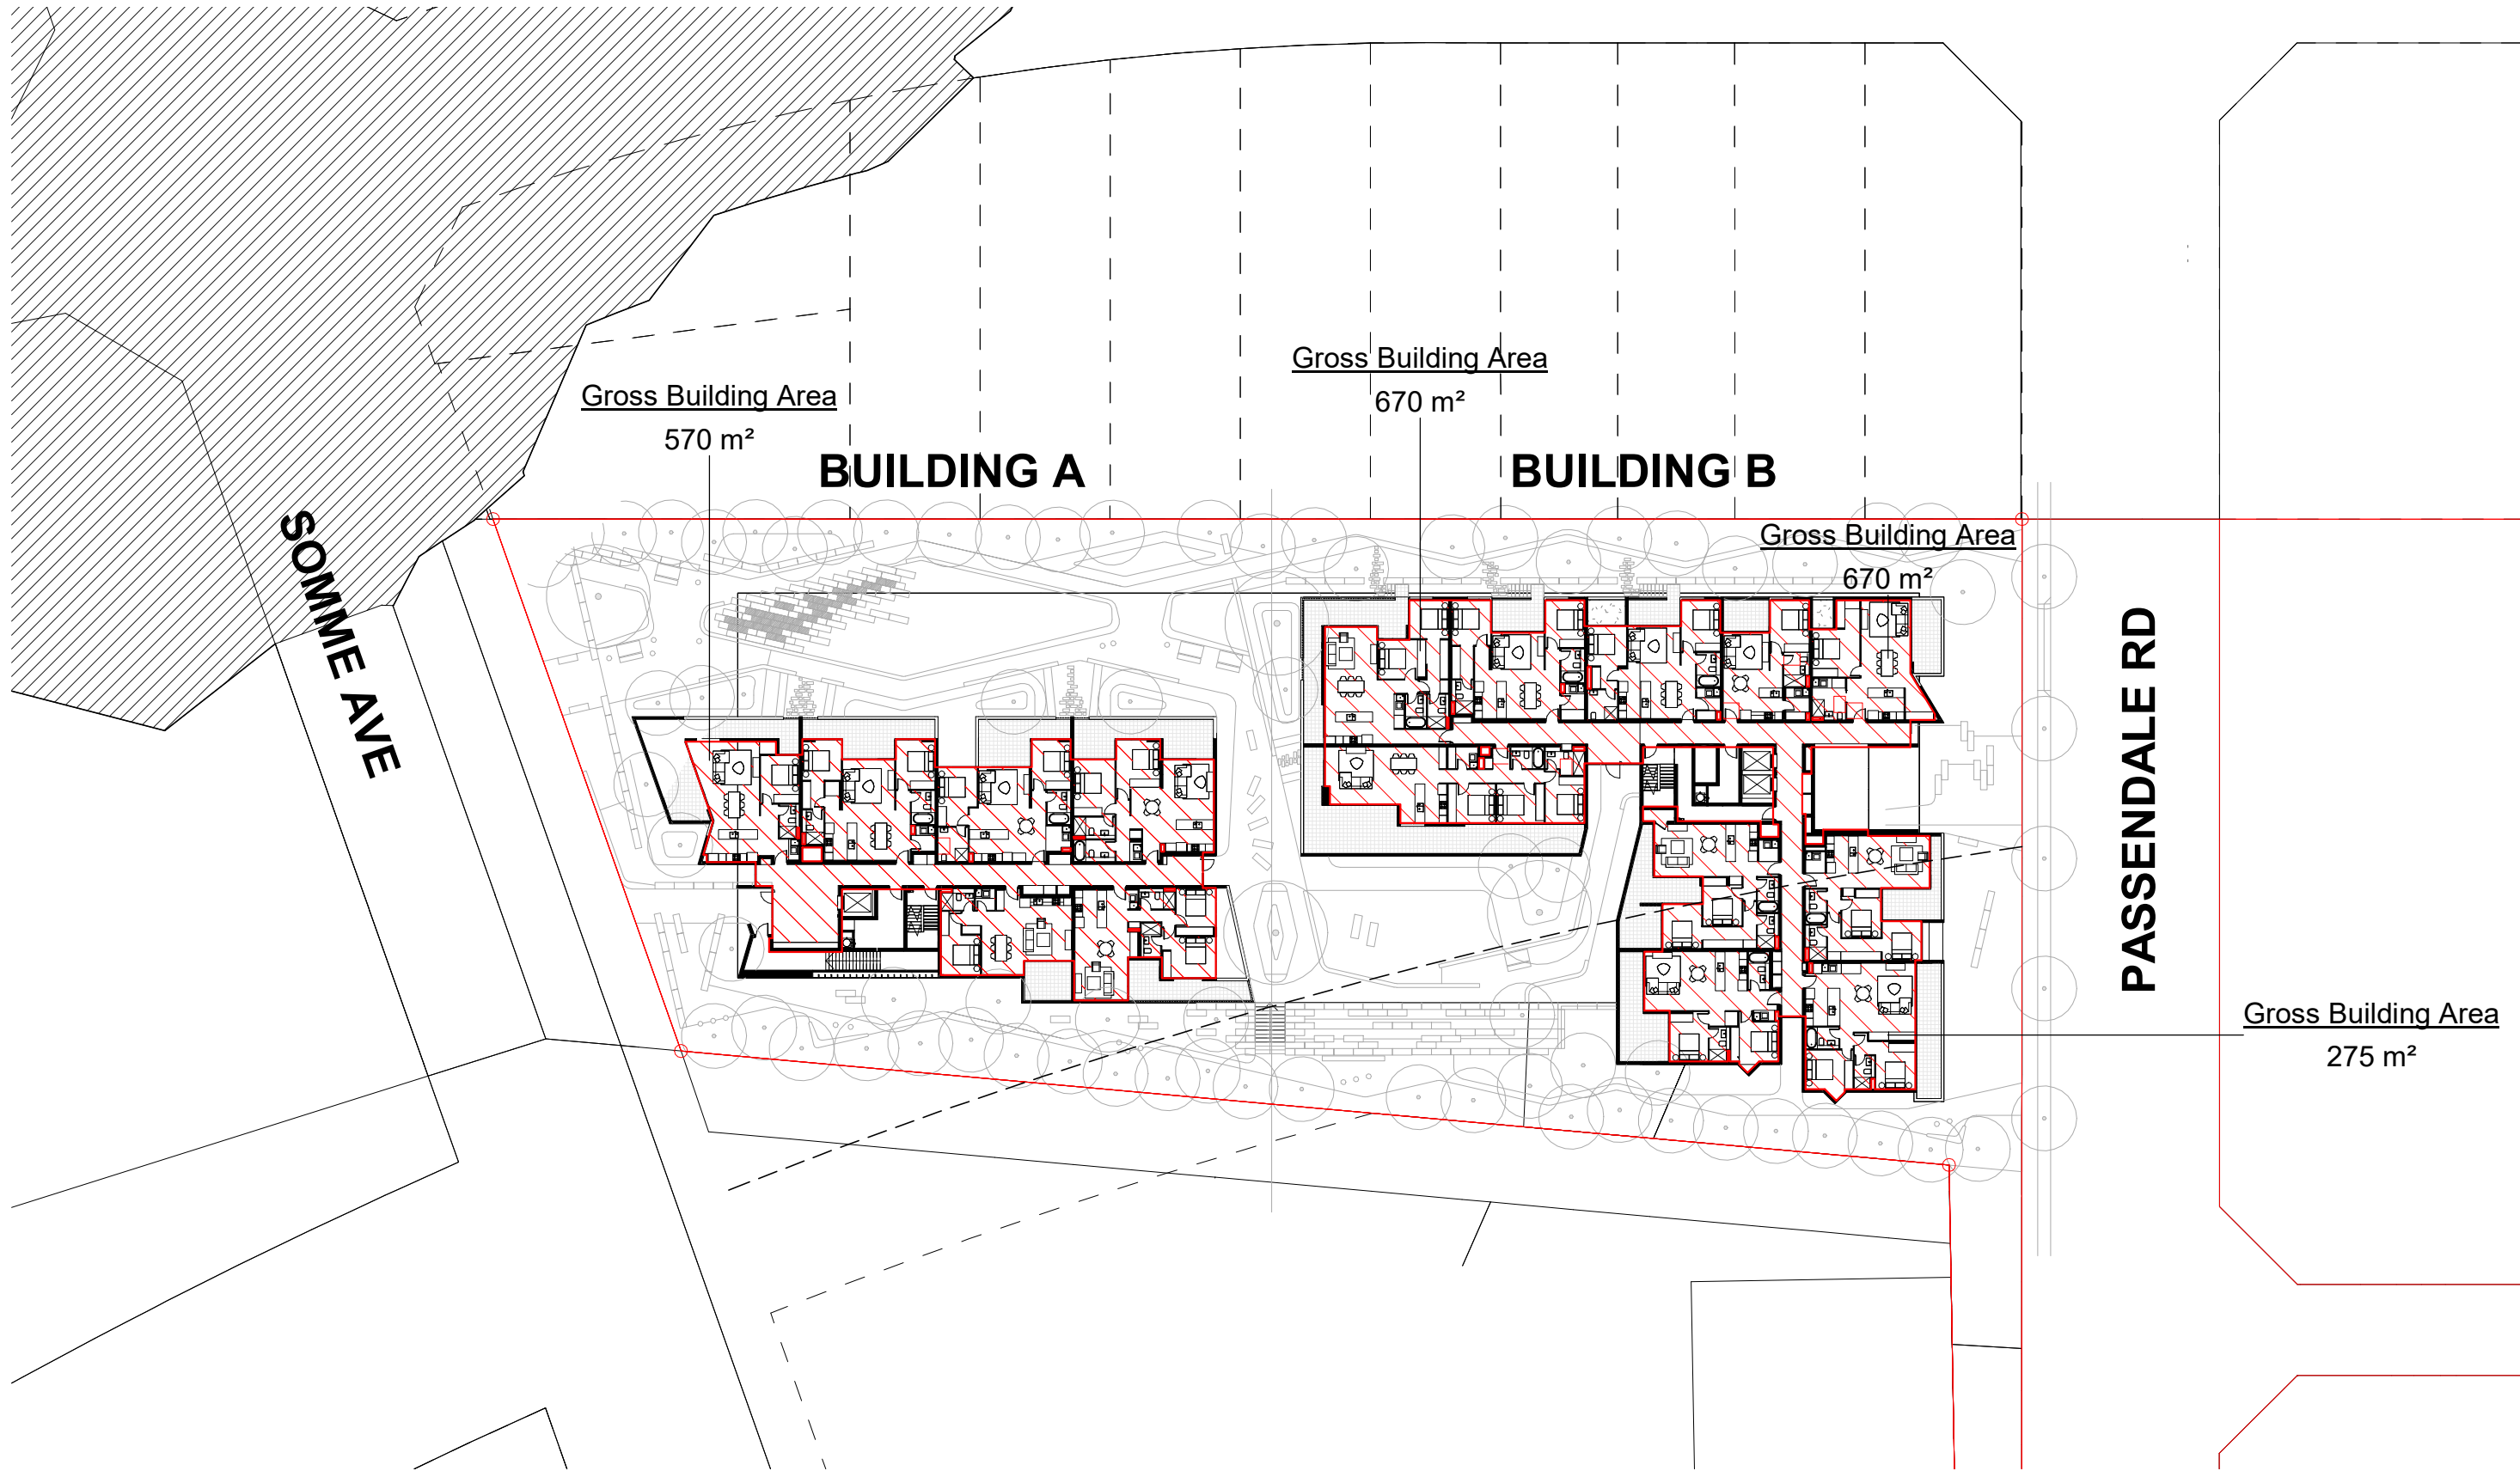 Gross Building Area
670 m²
Gross Building Area
570 m²
BUILDING A
BUILDING B
Gross Building Area
670 m²
SOMME AVE
PASSENDALE RD
Gross Building Area
275 m²